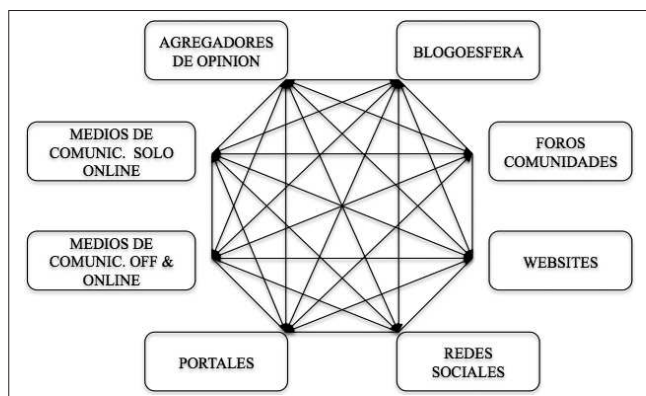 AGREGADORES
DE OPINION
BLOGOESFERA
MEDIOS DE
COMUNIC. SOLO
ONLINE
FOROS
COMUNIDADES
MEDIOS DE
COMUNIC. OFF &
ONLINE
WEBSITES
PORTALES
REDES
SOCIALES